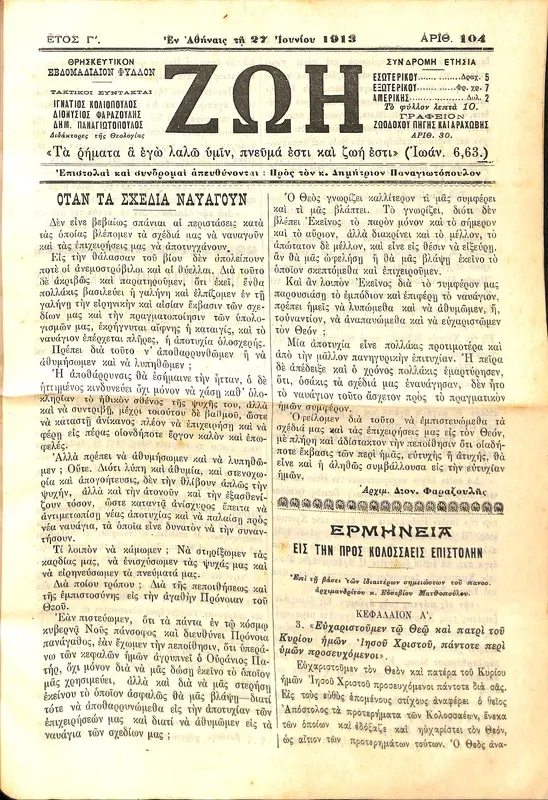 ΕΤΟΣ Γ΄.
Ἐν Ἀθήναις τῇ 27 Ἰουνίου 1913
ΑΡΙΘ. 104
ΘΡΗΣΚΕΥΤΙΚΟΝ
ΕΒΔΟΜΑΔΙΑΙΟΝ ΦΥΛΛΟΝ
ΤΑΚΤΙΚΟΙ ΣΥΝΤΑΚΤΑΙ
ΙΓΝΑΤΙΟΣ ΚΟΛΙΟΠΟΥΛΟΣ
ΔΙΟΝΥΣΙΟΣ ΦΑΡΑΖΟΥΛΗΣ
ΔΗΜ. ΠΑΝΑΓΙΩΤΟΠΟΥΛΟΣ
Διδάκτορες τῆς Θεολογίας
ΖΩΗ
ΣΥΝΔΡΟΜΗ ΕΤΗΣΙΑ
ΕΣΩΤΕΡΙΚΟΥ.......... Δραχ. 5
ΕΞΩΤΕΡΙΚΟΥ.......... Φρ. χρ. 7
ΑΜΕΡΙΚΗΣ.......... Δολ. 2
Τὸ φύλλον λεπτὰ 10.
ΓΡΑΦΕΙΟΝ
ΖΩΟΔΟΧΟΥ ΠΗΓΗΣ ΚΑΙ ΑΡΑΧΩΒΗΣ
ΑΡΙΘ. 30.
«Τὰ ῥήματα ἃ ἐγὼ λαλῶ ὑμῖν, πνεῦμά ἐστι καὶ ζωή ἐστι» (Ἰωάν. 6,63.)
Ἐπιστολαὶ καὶ συνδρομαὶ ἀπευθύνονται: Πρὸς τὸν κ. Δημήτριον Παναγιωτόπουλον
ΟΤΑΝ ΤΑ ΣΧΕΔΙΑ ΝΑΥΑΓΟΥΝ
Δὲν εἶνε βεβαίως σπάνιαι αἱ περιστάσεις κατὰ
τὰς ὁποίας βλέπομεν τὰ σχέδιά μας νὰ ναυαγοῦν
καὶ τὰς ἐπιχειρήσεις μας νὰ ἀποτυγχάνουν.
Εἰς τὴν θάλασσαν τοῦ βίου δὲν ἀπολείπουν
ποτὲ οἱ ἀνεμοστρόβιλοι καὶ αἱ θύελλαι. Διὰ τοῦτο
δὲ ἀκριβῶς καὶ παρατηροῦμεν, ὅτι ἐκεῖ, ἔνθα
πολλάκις βασιλεύει ἡ γαλήνη καὶ ἐλπίζομεν ἐν τῇ
γαλήνῃ τὴν εἰρηνικὴν καὶ αἰσίαν ἔκβασιν τῶν σχε-
δίων μας καὶ τὴν πραγματοποίησιν τῶν ὑπολο-
γισμῶν μας, ἐκρήγνυται αἴφνης ἡ καταιγίς, καὶ τὸ
ναυάγιον ἐπέρχεται πλῆρες, ἡ ἀποτυχία ὁλοσχερής.
Πρέπει διὰ τοῦτο ν' ἀποθαρρυνθῶμεν ἢ νὰ
ἀθυμήσωμεν καὶ νὰ λυπηθῶμεν ;
Ἡ ἀποθάρρυνσις θὰ ἐσήμαινε τὴν ἧτταν, ὁ δὲ
ἡττημένος κινδυνεύει ὄχι μόνον νὰ χάσῃ καθ' ὁλο-
κληρίαν τὸ ἠθικὸν σθένος τῆς ψυχῆς του, ἀλλὰ
καὶ νὰ συντριβῇ, μέχρι τοιούτου δὲ βαθμοῦ, ὥστε
νὰ καταστῇ ἀνίκανος πλέον νὰ ἐπιχειρήσῃ καὶ νὰ
φέρῃ εἰς πέρας οἱονδήποτε ἔργον καλὸν καὶ ἐπω-
φελές.
Ἀλλὰ πρέπει νὰ ἀθυμήσωμεν καὶ νὰ λυπηθῶ-
μεν ; Οὔτε. Διότι λύπη καὶ ἀθυμία, καὶ στενοχω-
ρία καὶ ἀπογοήτευσις, δὲν τὴν θλίβουν ἁπλῶς τὴν
ψυχήν, ἀλλὰ καὶ τὴν ἀτονοῦν καὶ τὴν ἐξασθενί-
ζουν τόσον, ὥστε καταντᾷ ἀνίσχυρος ἔπειτα νὰ
ἀντιμετωπίσῃ νέας ἀποτυχίας καὶ νὰ παλαίσῃ πρὸς
νέα ναυάγια, τὰ ὁποῖα εἶνε δυνατὸν νὰ τὴν συναν-
τήσουν.
Τί λοιπὸν νὰ κάμωμεν ; Νὰ στηρίξωμεν τὰς
καρδίας μας, νὰ ἐνισχύσωμεν τὰς ψυχάς μας καὶ
νὰ εἰρηνεύσωμεν τὰ πνεύματά μας.
Διὰ ποίου τρόπου ; Διὰ τῆς πεποιθήσεως καὶ
τῆς ἐμπιστοσύνης εἰς τὴν ἀγαθὴν Πρόνοιαν τοῦ
Θεοῦ.
Ἐὰν πιστεύωμεν, ὅτι τὰ πάντα ἐν τῷ κόσμῳ
κυβερνᾷ Νοῦς πάνσοφος καὶ διευθύνει Πρόνοια
πανάγαθος, ἐὰν ἔχωμεν τὴν πεποίθησιν, ὅτι ὑπερά-
νω τῶν κεφαλῶν ἡμῶν ἀγρυπνεῖ ὁ Οὐράνιος Πα-
τήρ, ὄχι μόνον διὰ νὰ μᾶς δώσῃ ἐκεῖνο τὸ ὁποῖον
μᾶς χρησιμεύει, ἀλλὰ καὶ διὰ νὰ μᾶς στερήσῃ
ἐκείνου τὸ ὁποῖον ἀσφαλῶς θὰ μᾶς βλάψῃ—διατί
τότε νὰ ἀποθαρρυνώμεθα εἰς τὴν ἀποτυχίαν τῶν
ἐπιχειρήσεών μας καὶ διατί νὰ ἀθυμῶμεν εἰς τὰ
ναυάγια τῶν σχεδίων μας ;
Ὁ Θεὸς γνωρίζει καλλίτερον τί μᾶς συμφέρει
καὶ τί μᾶς βλάπτει. Τὸ γνωρίζει, διότι δὲν
βλέπει Ἐκεῖνος τὸ παρὸν μόνον καὶ τὸ σήμερον
καὶ τὸ αὔριον, ἀλλὰ διακρίνει καὶ τὸ μέλλον, τὸ
ἀπώτατον δὲ μέλλον, καὶ εἶνε εἰς θέσιν νὰ εἰξεύρῃ,
ἂν θὰ μᾶς ὠφελήσῃ ἢ θὰ μᾶς βλάψῃ ἐκεῖνο τὸ
ὁποῖον σκεπτόμεθα καὶ ἐπιχειροῦμεν.
Καὶ ἂν λοιπὸν Ἐκεῖνος διὰ τὸ συμφέρον μας
παρουσιάσῃ τὸ ἐμπόδιον καὶ ἐπιφέρῃ τὸ ναυάγιον,
πρέπει ἡμεῖς νὰ λυπώμεθα καὶ νὰ ἀθυμῶμεν, ἤ,
τοὐναντίον, νὰ ἀναπαυώμεθα καὶ νὰ εὐχαριστῶμεν
τὸν Θεόν ;
Μία ἀποτυχία εἶνε πολλάκις προτιμοτέρα καὶ
ἀπὸ τὴν μᾶλλον πανηγυρικὴν ἐπιτυχίαν. Ἡ πεῖρα
δὲ ἀπέδειξε καὶ ὁ χρόνος πολλάκις ἐμαρτύρησεν,
ὅτι, ὁσάκις τὰ σχέδιά μας ἐναυάγησαν, δὲν ἦτο
τὸ ναυάγιον τοῦτο ἄσχετον πρὸς τὸ πραγματικὸν
ἡμῶν συμφέρον.
Ὀφείλομεν διὰ τοῦτο νὰ ἐμπιστευώμεθα τὰ
σχέδιά μας καὶ τὰς ἐπιχειρήσεις μας εἰς τὸν Θεόν,
μὲ πλήρη καὶ ἀδίστακτον τὴν πεποίθησιν ὅτι οἱαδή-
ποτε ἔκβασις τῶν περὶ ἡμᾶς, εὐτυχὴς ἢ ἀτυχής, θὰ
εἶνε καὶ ἡ ἀληθῶς συμβάλλουσα εἰς τὴν εὐτυχίαν
ἡμῶν.
Ἀρχιμ. Διον. Φαραζουλῆς
ΕΡΜΗΝΕΙΑ
ΕΙΣ ΤΗΝ ΠΡΟΣ ΚΟΛΟΣΣΑΕΙΣ ΕΠΙΣΤΟΛΗΝ
Ἐπὶ τῇ βάσει τῶν ἰδιαιτέρων σημειώσεων τοῦ πανοσ.
ἀρχιμανδρίτου κ. Εὐσεβίου Ματθοπούλου.
ΚΕΦΑΛΑΙΟΝ Α΄.
3. «Εὐχαριστοῦμεν τῷ Θεῷ καὶ πατρὶ τοῦ
Κυρίου ἡμῶν Ἰησοῦ Χριστοῦ, πάντοτε περὶ
ὑμῶν προσευχόμενοι».
Εὐχαριστοῦμεν τὸν Θεὸν καὶ πατέρα τοῦ Κυρίου
ἡμῶν Ἰησοῦ Χριστοῦ προσευχόμενοι πάντοτε διὰ σᾶς.
Εἰς τοὺς εὐθὺς ἑπομένους στίχους ἀναφέρει ὁ θεῖος
Ἀπόστολος τὰ προτερήματα τῶν Κολοσσαέων, ἕνεκα
τῶν ὁποίων καὶ ἐδόξαζε καὶ ηὐχαρίστει τὸν Θεόν,
ὡς αἴτιον τῶν προτερημάτων τούτων. Ὁ Θεὸς ἀνα-